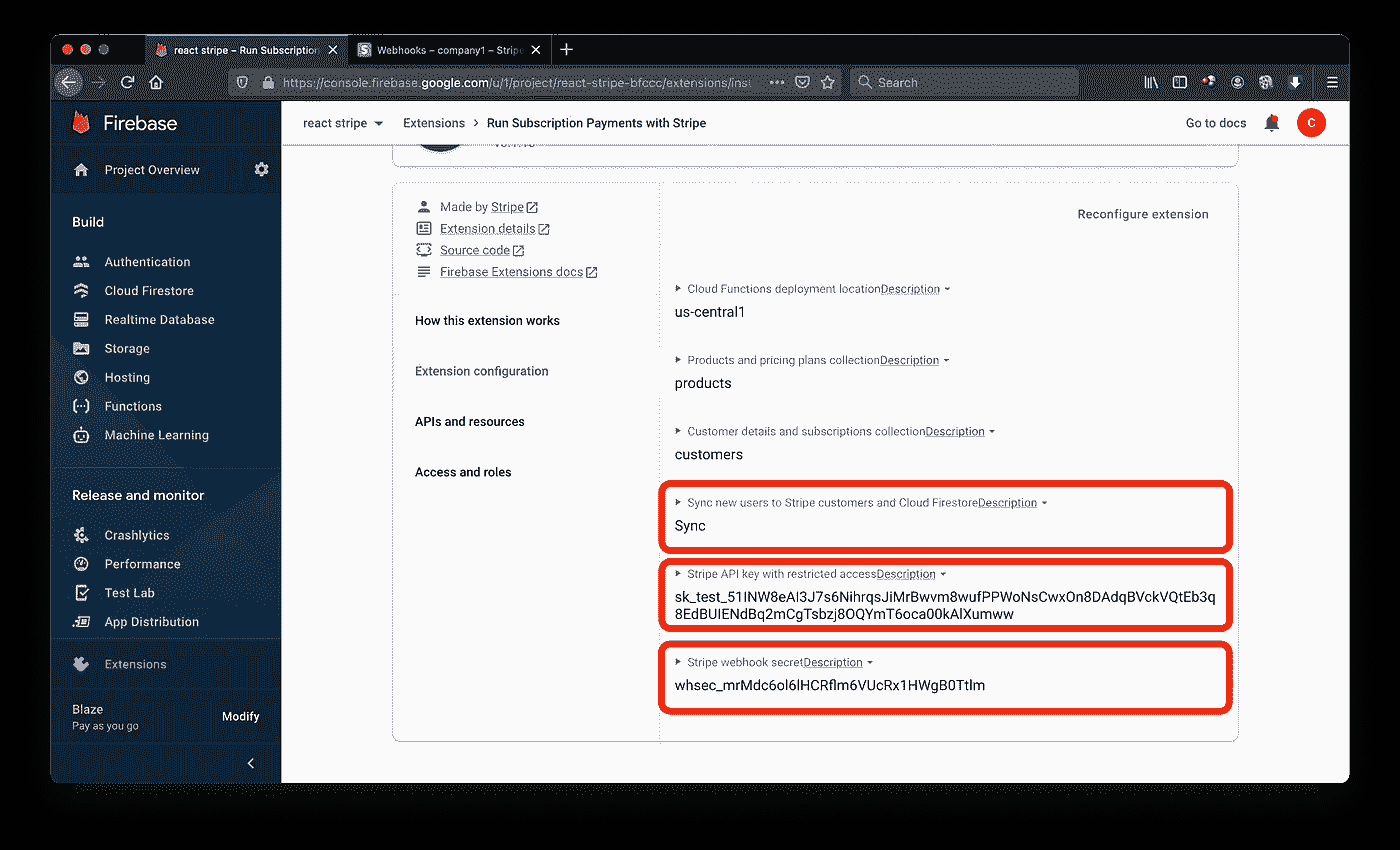 react stripe – Run Subscription
Webhooks – company1 – Stripe
https://console.firebase.google.com/u/1/project/react-stripe-bfccc/extensions/inst
Search
Firebase
react stripe
Extensions
Run Subscription Payments with Stripe
Go to docs
C
Project Overview
Build
Authentication
Cloud Firestore
Realtime Database
Storage
Hosting
Functions
Machine Learning
Release and monitor
Crashlytics
Performance
Test Lab
App Distribution
Extensions
Blaze
Pay as you go
Modify
Made by Stripe
Extension details
Source code
Firebase Extensions docs
How this extension works
Extension configuration
APIs and resources
Access and roles
Reconfigure extension
Cloud Functions deployment locationDescription
us-central1
Products and pricing plans collectionDescription
products
Customer details and subscriptions collectionDescription
customers
Sync new users to Stripe customers and Cloud FirestoreDescription
Sync
Stripe API key with restricted accessDescription
Stripe webhook secretDescription